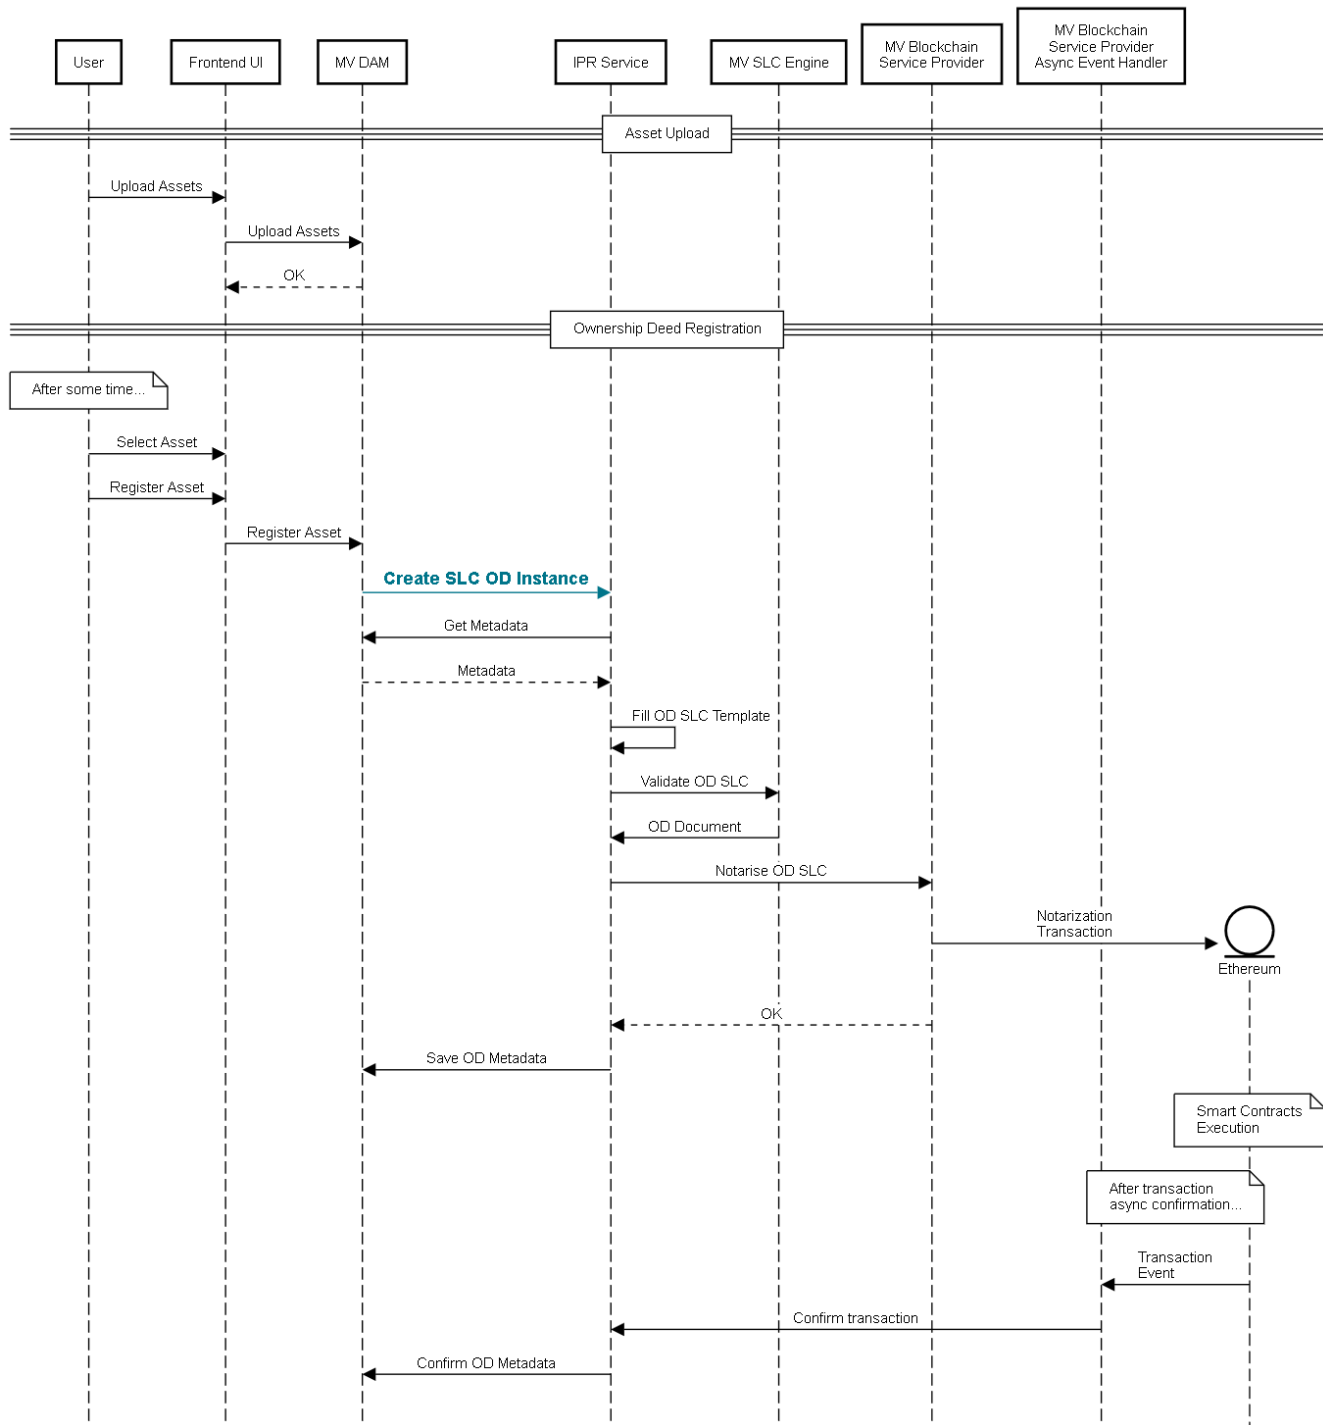 MV Blockchain
Service Provider
Async Event Handler
MV Blockchain
Service Provider
User
Frontend UI
MV DAM
IPR Service
MV SLC Engine
Asset Upload
Upload Assets
Upload Assets
OK
Ownership Deed Registration
After some time...
Select Asset
Register Asset
Register Asset
Create SLC OD Instance
Get Metadata
Metadata
Fill OD SLC Template
Validate OD SLC
OD Document
Notarise OD SLC
Notarization
Transaction
Ethereum
OK
Save OD Metadata
Smart Contracts
Execution
After transaction
async confirmation...
Transaction
Event
Confirm transaction
Confirm OD Metadata